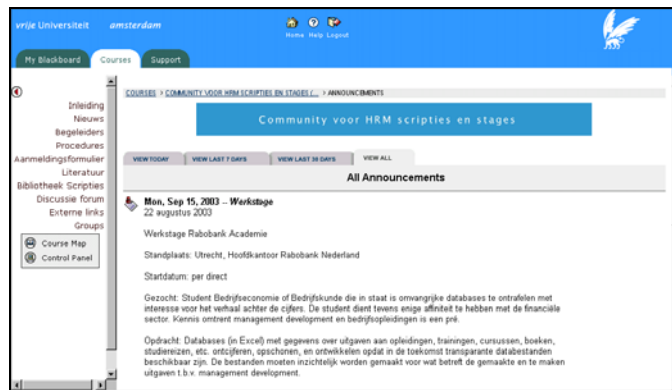 vrije Universiteit amsterdam
Home Help Logout
My Blackboard Courses Support
COURSES > COMMUNITY VOOR HRM SCRIPTIES EN STAGES (... > ANNOUNCEMENTS
Inleiding
Nieuws
Begeleiders
Procedures
Aanmeldingsformulier
Literatuur
Bibliotheek Scripties
Discussie forum
Externe links
Groups
Course Map
Control Panel
Community voor HRM scripties en stages
VIEW TODAY VIEW LAST 7 DAYS VIEW LAST 30 DAYS VIEW ALL
All Announcements
Mon, Sep 15, 2003 -- Werkstage
22 augustus 2003
Werkstage Rabobank Academie
Standplaats: Utrecht, Hoofdkantoor Rabobank Nederland
Startdatum: per direct
Gezocht: Student Bedrijfseconomie of Bedrijfskunde die in staat is omvangrijke databases te ontrafelen met
interesse voor het verhaal achter de cijfers. De student dient tevens enige affiniteit te hebben met de financiële
sector. Kennis omtrent management development en bedrijfsopleidingen is een pré.
Opdracht: Databases (in Excel) met gegevens over uitgaven aan opleidingen, trainingen, cursussen, boeken,
studiereizen, etc. ontcijferen, opschonen, en ontwikkelen opdat in de toekomst transparante databestanden
beschikbaar zijn. De bestanden moeten inzichtelijk worden gemaakt voor wat betreft de gemaakte en te maken
uitgaven t.b.v. management development.